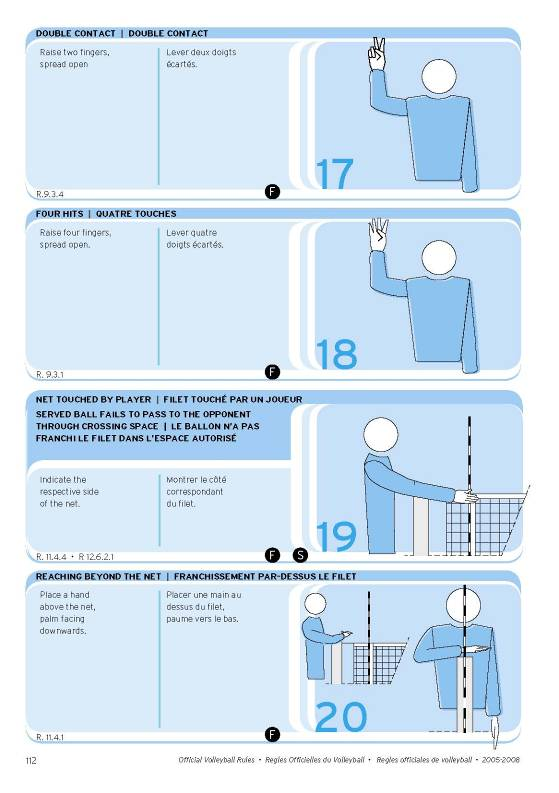 DOUBLE CONTACT | DOUBLE CONTACT
Raise two fingers,
spread open
Lever deux doigts
écartés.
17
R.9.3.4
F
FOUR HITS | QUATRE TOUCHES
Raise four fingers,
spread open.
Lever quatre
doigts écartés.
18
R. 9.3.1
F
NET TOUCHED BY PLAYER | FILET TOUCHÉ PAR UN JOUEUR
SERVED BALL FAILS TO PASS TO THE OPPONENT
THROUGH CROSSING SPACE | LE BALLON N'A PAS
FRANCHI LE FILET DANS L'ESPACE AUTORISÉ
Indicate the
respective side
of the net.
Montrer le côté
correspondant
du filet.
19
R. 11.4.4 • R 12.6.2.1
F S
REACHING BEYOND THE NET | FRANCHISSEMENT PAR-DESSUS LE FILET
Place a hand
above the net,
palm facing
downwards.
Placer une main au
dessus du filet,
paume vers le bas.
20
R. 11.4.1
F
112
Official Volleyball Rules • Regles Officielles du Volleyball • Regles officiales de volleyball • 2005-2008